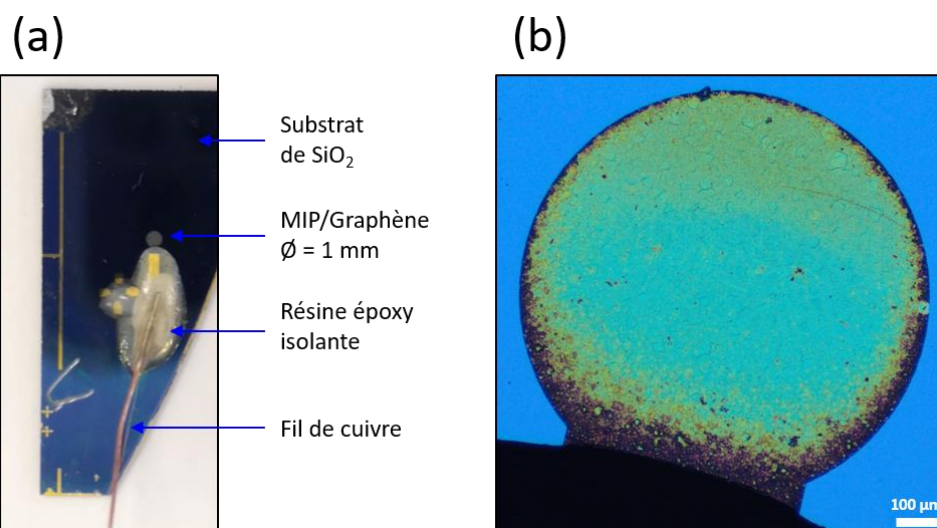 (a)
(b)
Substrat
de SiO₂
MIP/Graphène
Ø = 1 mm
Résine époxy
isolante
Fil de cuivre
100 µm